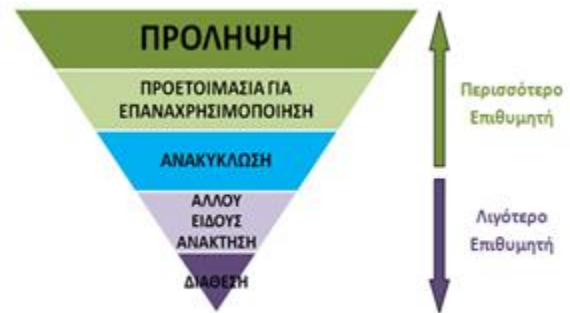 ΠΡΟΛΗΨΗ
ΠΡΟΕΤΟΙΜΑΣΙΑ ΓΙΑ
ΕΠΑΝΑΧΡΗΣΙΜΟΠΟΙΗΣΗ
ΑΝΑΚΥΚΛΩΣΗ
ΑΛΛΟΥ
ΕΙΔΟΥΣ
ΑΝΑΚΤΗΣΗ
ΔΙΑΘΕΣΗ
Περισσότερο
Επιθυμητή
Λιγότερο
Επιθυμητή